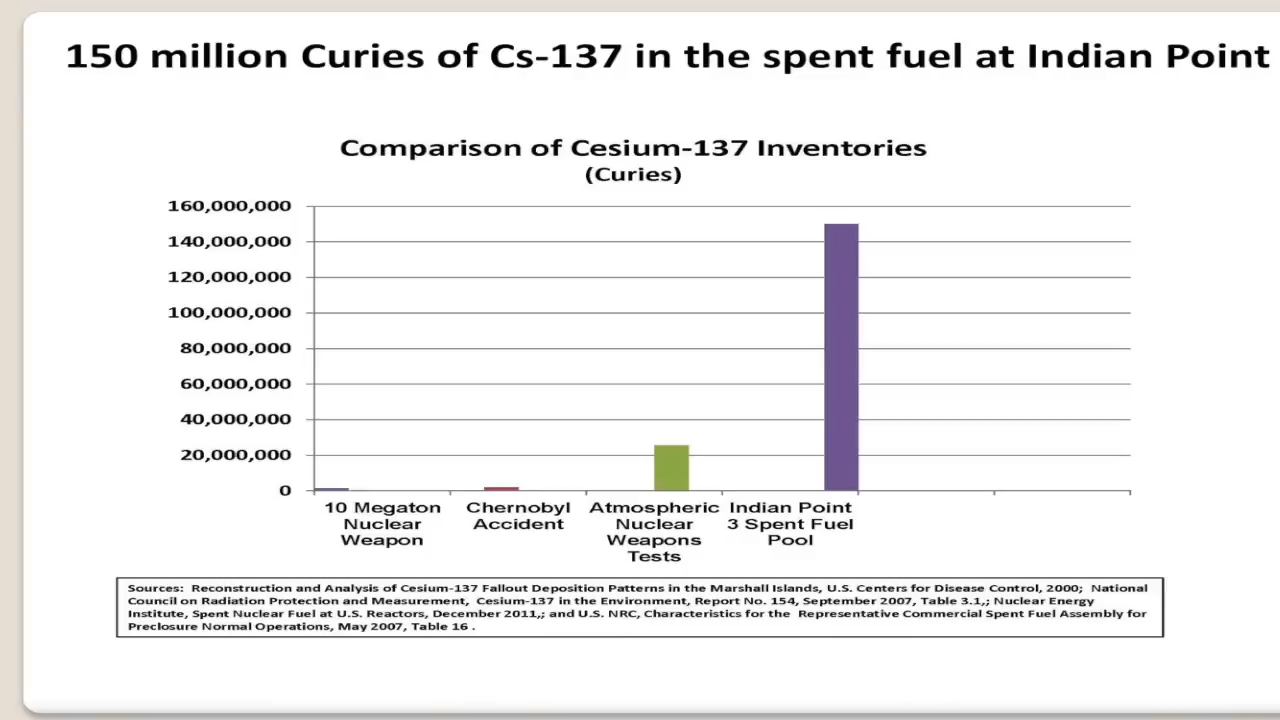 150 million Curies of Cs-137 in the spent fuel at Indian Point
Comparison of Cesium-137 Inventories
(Curies)
160,000,000
140,000,000
120,000,000
100,000,000
80,000,000
60,000,000
40,000,000
20,000,000
0
10 Megaton
Nuclear
Weapon
Chernobyl
Accident
Atmospheric
Nuclear
Weapons
Tests
Indian Point
3 Spent Fuel
Pool
Sources: Reconstruction and Analysis of Cesium-137 Fallout Deposition Patterns in the Marshall Islands, U.S. Centers for Disease Control, 2000; National
Council on Radiation Protection and Measurement, Cesium-137 in the Environment, Report No. 154, September 2007, Table 3.1,; Nuclear Energy
Institute, Spent Nuclear Fuel at U.S. Reactors, December 2011,; and U.S. NRC, Characteristics for the Representative Commercial Spent Fuel Assembly for
Preclosure Normal Operations, May 2007, Table 16 .